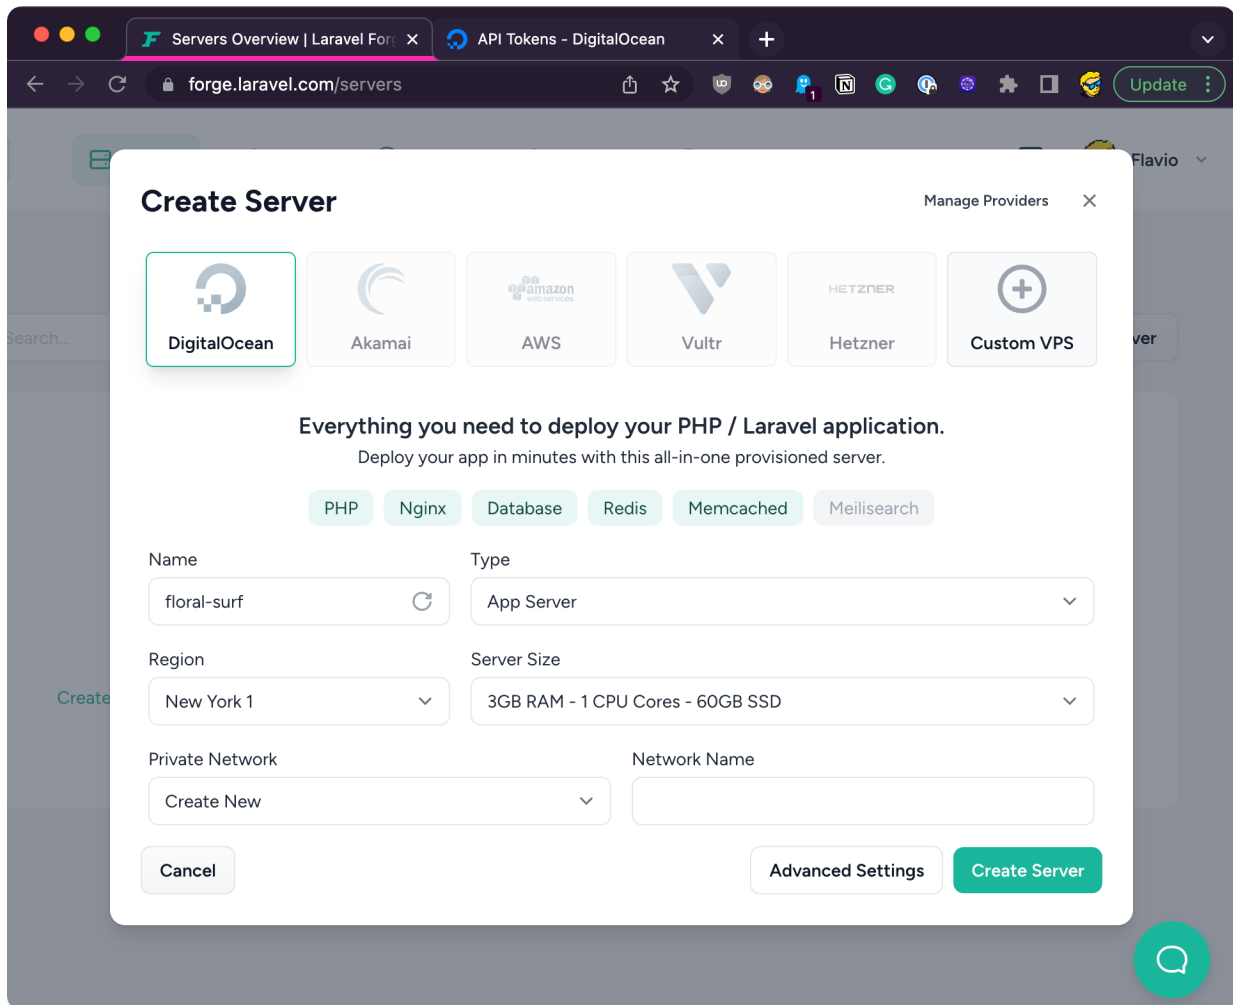 Servers Overview | Laravel For
API Tokens - DigitalOcean
forge.laravel.com/servers
1
Update
Flavio
Create Server
Manage Providers
amazon
web services
HETZNER
DigitalOcean
Akamai
AWS
Vultr
Hetzner
Custom VPS
Search...
ver
Everything you need to deploy your PHP / Laravel application.
Deploy your app in minutes with this all-in-one provisioned server.
PHP
Nginx
Database
Redis
Memcached
Meilisearch
Name
Type
floral-surf
App Server
Region
Server Size
Create
New York 1
3GB RAM - 1 CPU Cores - 60GB SSD
Private Network
Network Name
Create New
Cancel
Advanced Settings
Create Server